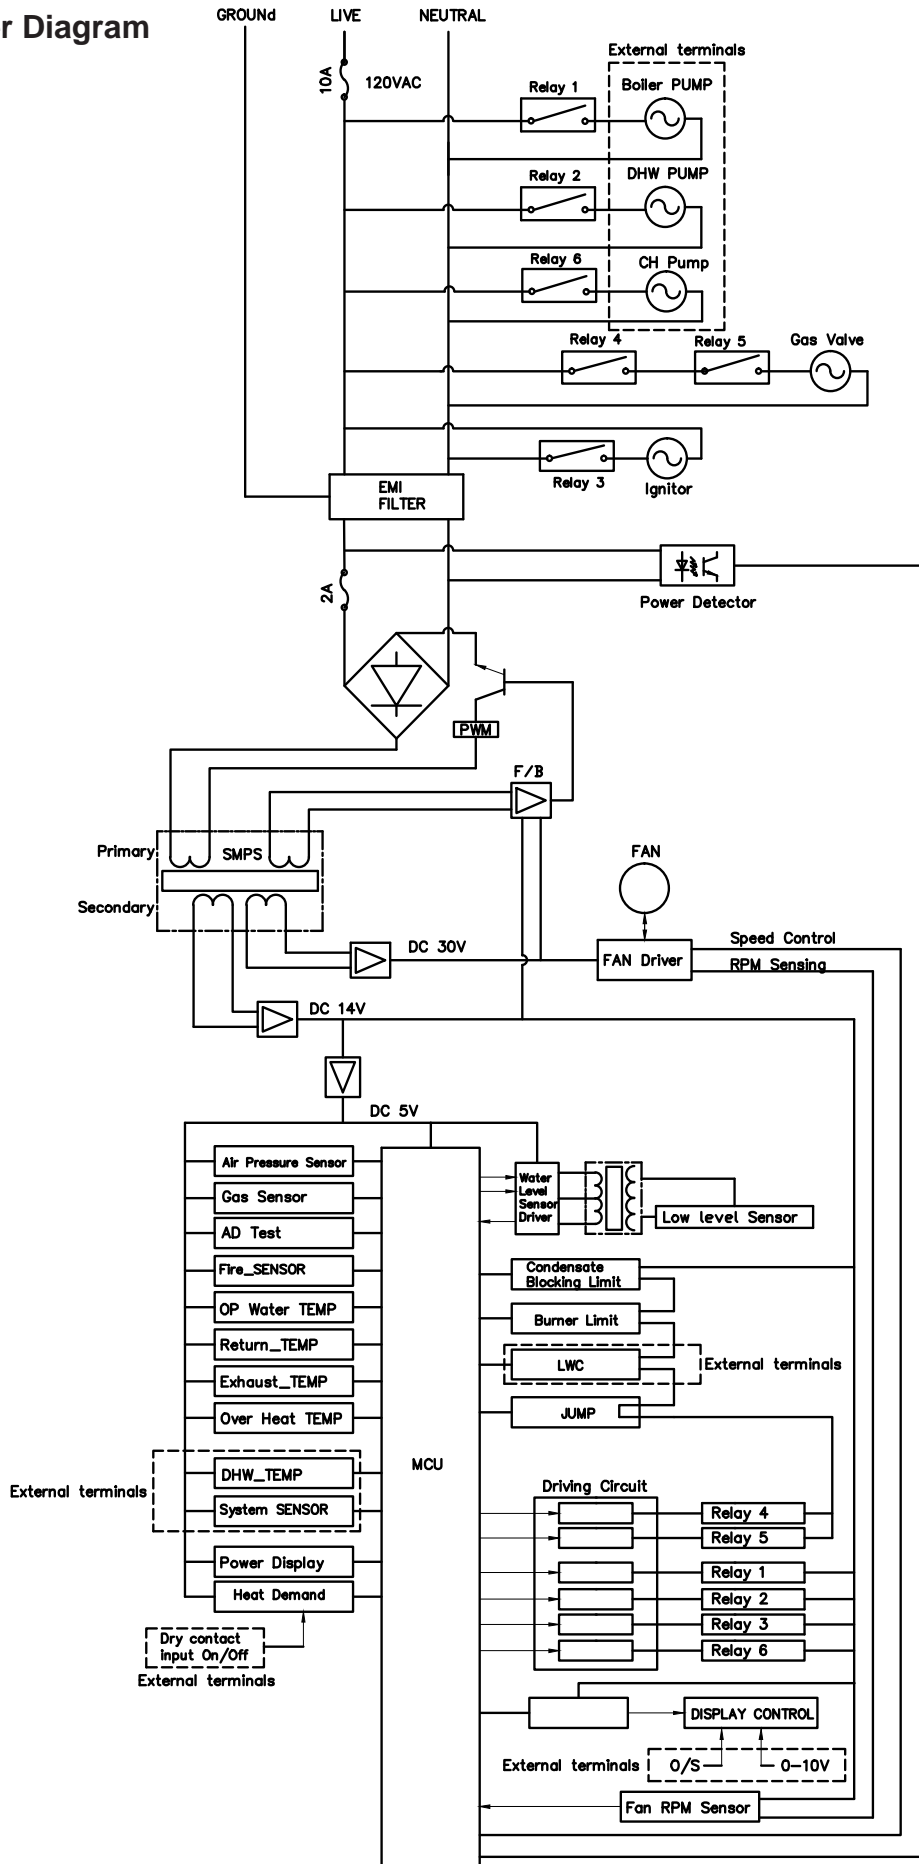 r Diagram
GROUNd
LIVE
NEUTRAL
10A
120VAC
External terminals
Relay 1
Boiler PUMP
Relay 2
DHW PUMP
Relay 6
CH Pump
Relay 4
Relay 5
Gas Valve
Relay 3
Ignitor
EMI
FILTER
2A
Power Detector
PWM
F/B
Primary
SMPS
Secondary
FAN
DC 30V
FAN Driver
Speed Control
RPM Sensing
DC 14V
DC 5V
Air Pressure Sensor
Gas Sensor
AD Test
Fire_SENSOR
OP Water TEMP
Return_TEMP
Exhaust_TEMP
Over Heat TEMP
External terminals
DHW_TEMP
System SENSOR
Power Display
Heat Demand
Dry contact
input On/Off
External terminals
MCU
Water
Level
Sensor
Driver
Low level Sensor
Condensate
Blocking Limit
Burner Limit
LWC
External terminals
JUMP
Driving Circuit
Relay 4
Relay 5
Relay 1
Relay 2
Relay 3
Relay 6
DISPLAY CONTROL
External terminals
O/S
0-10V
Fan RPM Sensor